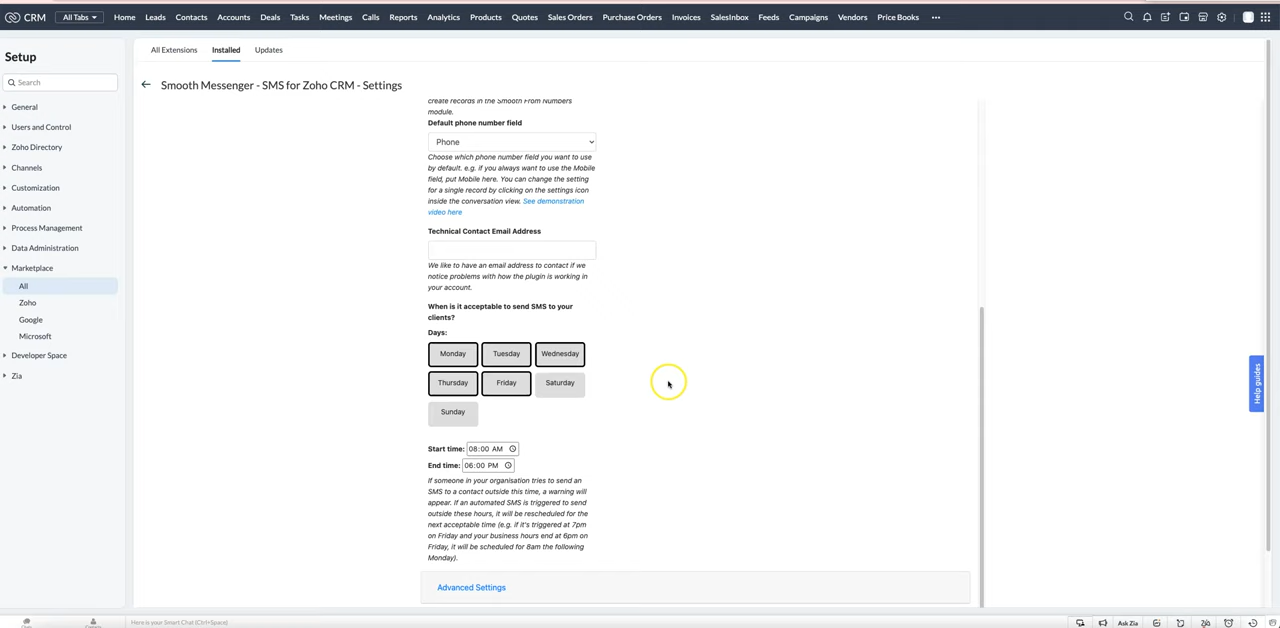 CRM All Tabs Home Leads Contacts Accounts Deals Tasks Meetings Calls Reports Analytics Products Quotes Sales Orders Purchase Orders Invoices SalesInbox Feeds Campaigns Vendors Price Books
Setup
Search
General
Users and Control
Zoho Directory
Channels
Customization
Automation
Process Management
Data Administration
Marketplace
All
Zoho
Google
Microsoft
Developer Space
Zia
All Extensions Installed Updates
Smooth Messenger - SMS for Zoho CRM - Settings
create records in the Smooth From Numbers
module.
Default phone number field
Phone
Choose which phone number field you want to use
by default. e.g. if you always want to use the Mobile
field, put Mobile here. You can change the setting
for a single record by clicking on the settings icon
inside the conversation view. See demonstration
video here
Technical Contact Email Address
We like to have an email address to contact if we
notice problems with how the plugin is working in
your account.
When is it acceptable to send SMS to your
clients?
Days:
Monday Tuesday Wednesday
Thursday Friday Saturday
Sunday
Start time: 08:00 AM
End time: 06:00 PM
If someone in your organisation tries to send an
SMS to a contact outside this time, a warning will
appear. If an automated SMS is triggered to send
outside these hours, it will be rescheduled for the
next acceptable time (e.g. if it's triggered at 7pm
on Friday and your business hours end at 6pm on
Friday, it will be scheduled for 8am the following
Monday).
Advanced Settings
Help guides
Here is your Smart Chat (Ctrl+Space)
Ask Zia